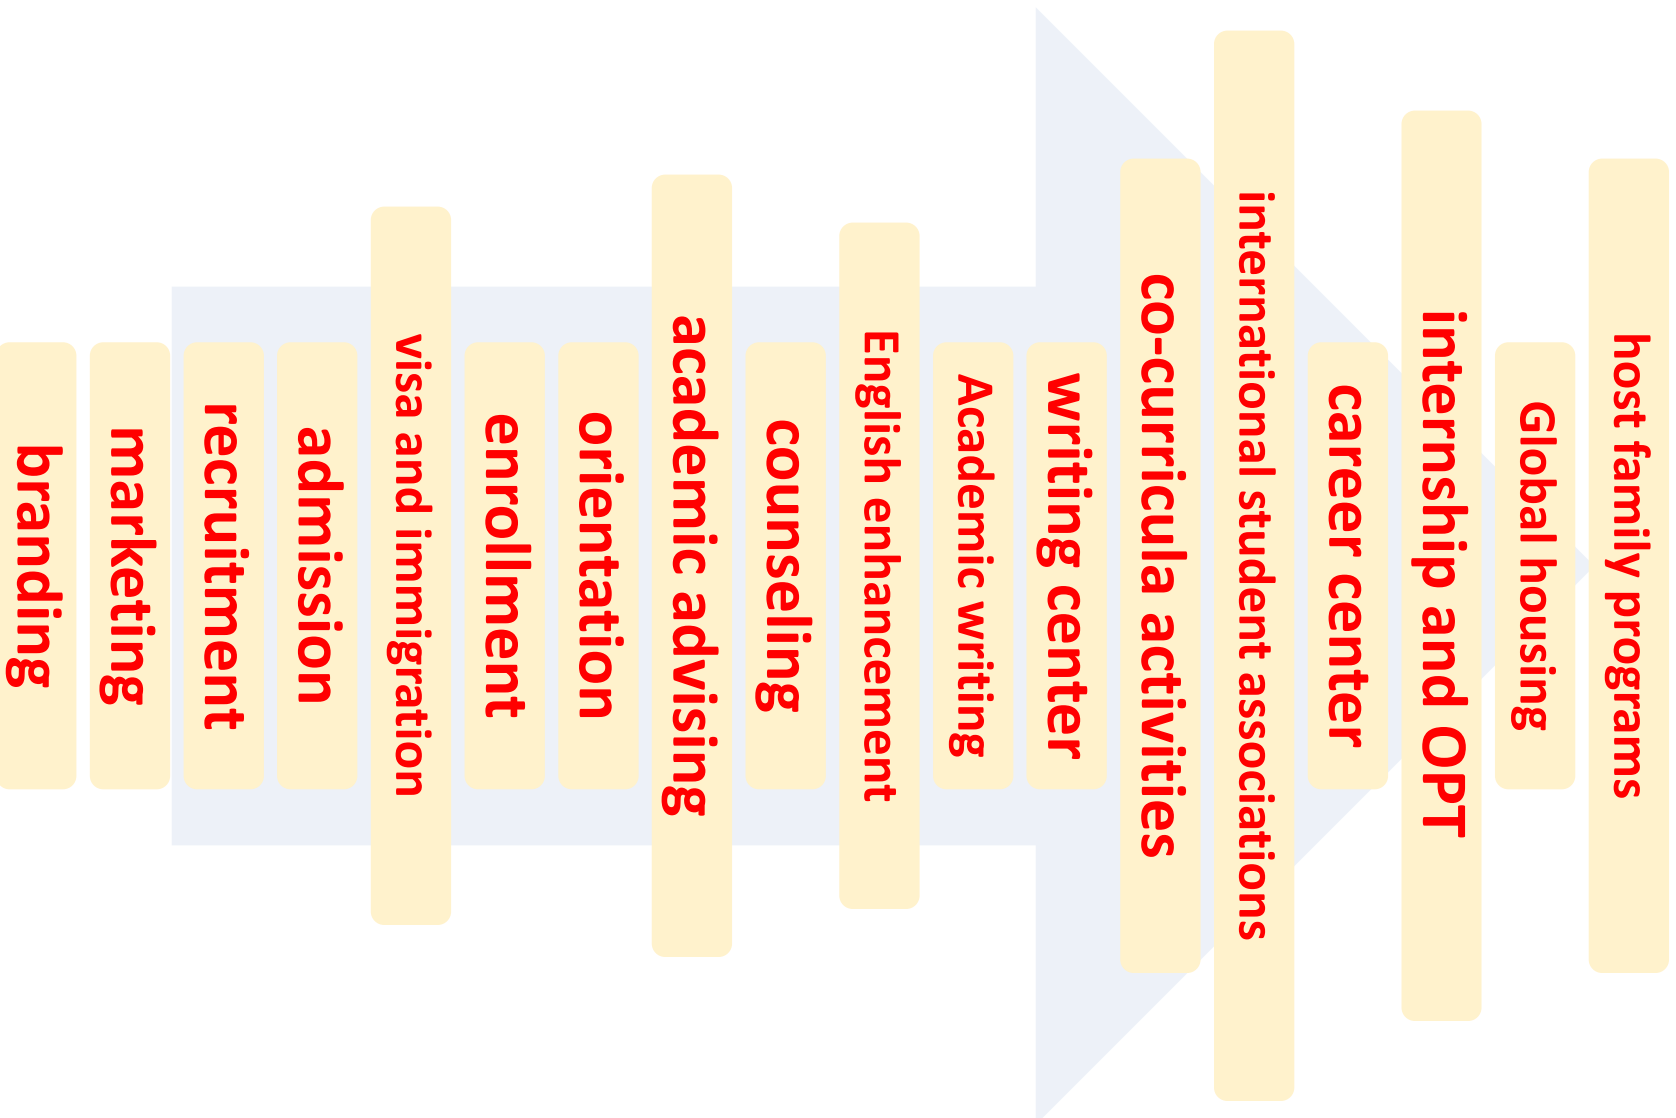 branding
marketing
recruitment
admission
visa and immigration
enrollment
orientation
academic advising
counseling
English enhancement
Academic writing
writing center
co-curricula activities
international student associations
career center
internship and OPT
Global housing
host family programs